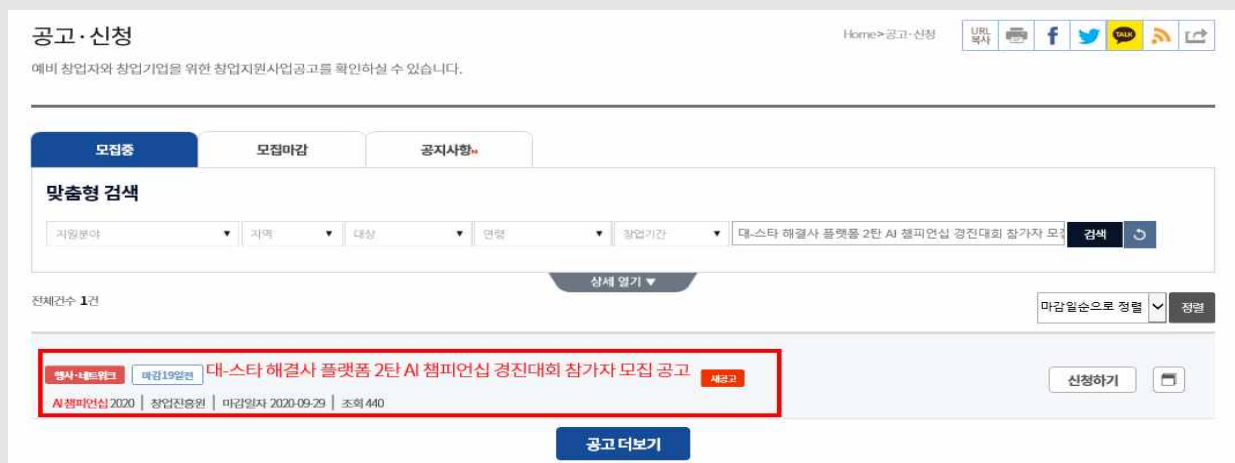 공고·신청
Home>공고·신청
URL 복사
TALK
예비 창업자와 창업기업을 위한 창업지원사업공고를 확인하실 수 있습니다.
모집중 모집마감 공지사항
맞춤형 검색
지원분야 ▼ 지역 ▼ 대상 ▼ 연령 ▼ 창업기간 ▼ 대-스타 해결사 플랫폼 2탄 AI 챔피언십 경진대회 참가자 모집 검색
상세 열기 ▼
전체건수 1건
마감일순으로 정렬 정렬
행사·네트워크 마감19일전 대-스타 해결사 플랫폼 2탄 AI 챔피언십 경진대회 참가자 모집 공고 새공고
신청하기
AI챔피언십 2020 | 창업진흥원 | 마감일자 2020-09-29 | 조회 440
공고 더보기